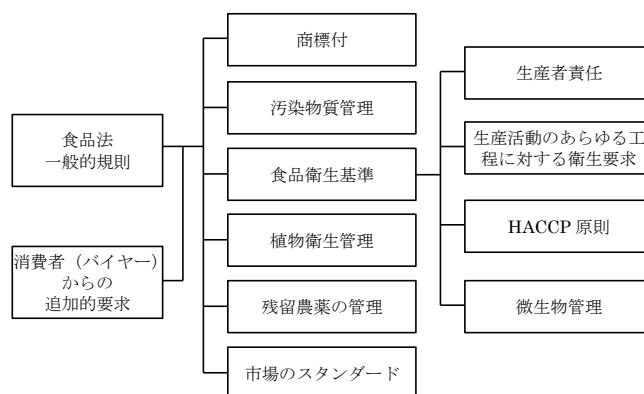 食品法
一般的規則
消費者（バイヤー）
からの
追加的要求
商標付
汚染物質管理
食品衛生基準
植物衛生管理
残留農薬の管理
市場のスタンダード
生産者責任
生産活動のあらゆる工
程に対する衛生要求
HACCP 原則
微生物管理